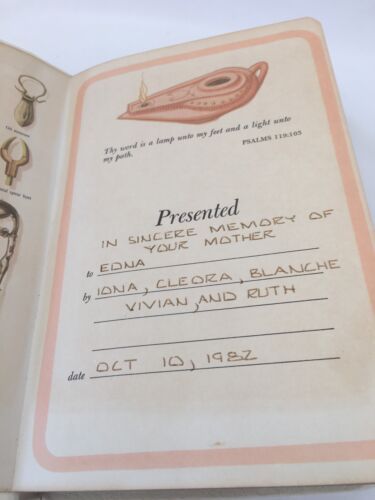 Thy word is a lamp unto my feet and a light unto
my path.
PSALMS 119:105
Presented
IN SINCERE MEMORY OF
YOUR MOTHER
to EDNA
by IONA, CLEORA, BLANCHE
VIVIAN, AND RUTH
date OCT 10, 1982